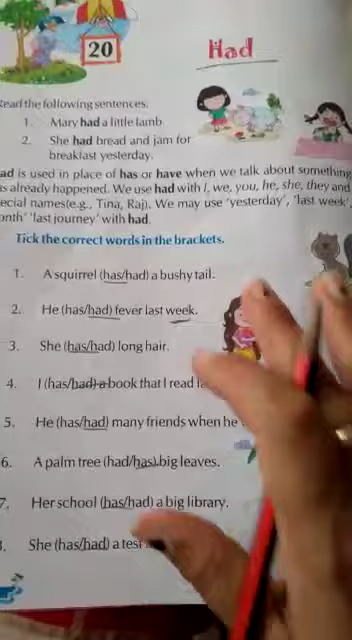 20
Had
Read the following sentences.
1. Mary had a little lamb.
2. She had bread and jam for
breakfast yesterday.
ad is used in place of has or have when we talk about something
as already happened. We use had with I, we, you, he, she, they and
ecial names(e.g., Tina, Raj). We may use 'yesterday', 'last week',
onth' 'last journey' with had.
Tick the correct words in the brackets.
1. A squirrel (has/had) a bushy tail.
2. He (has/had) fever last week.
3. She (has/had) long hair.
4. I (has/had) a book that I read
5. He (has/had) many friends when he
6. A palm tree (had/has) big leaves.
7. Her school (has/had) a big library.
She (has/had) a test